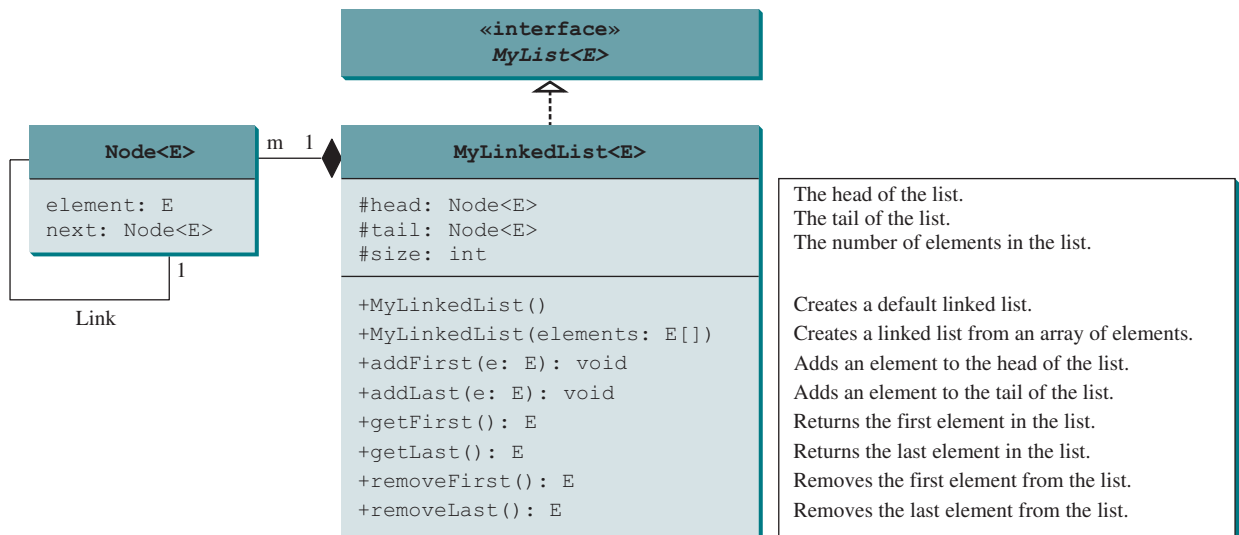 «interface»
MyList<E>
Node<E>
m 1
MyLinkedList<E>
element: E
next: Node<E>
1
Link
#head: Node<E>
#tail: Node<E>
#size: int
The head of the list.
The tail of the list.
The number of elements in the list.
+MyLinkedList()
+MyLinkedList(elements: E[])
+addFirst(e: E): void
+addLast(e: E): void
+getFirst(): E
+getLast(): E
+removeFirst(): E
+removeLast(): E
Creates a default linked list.
Creates a linked list from an array of elements.
Adds an element to the head of the list.
Adds an element to the tail of the list.
Returns the first element in the list.
Returns the last element in the list.
Removes the first element from the list.
Removes the last element from the list.